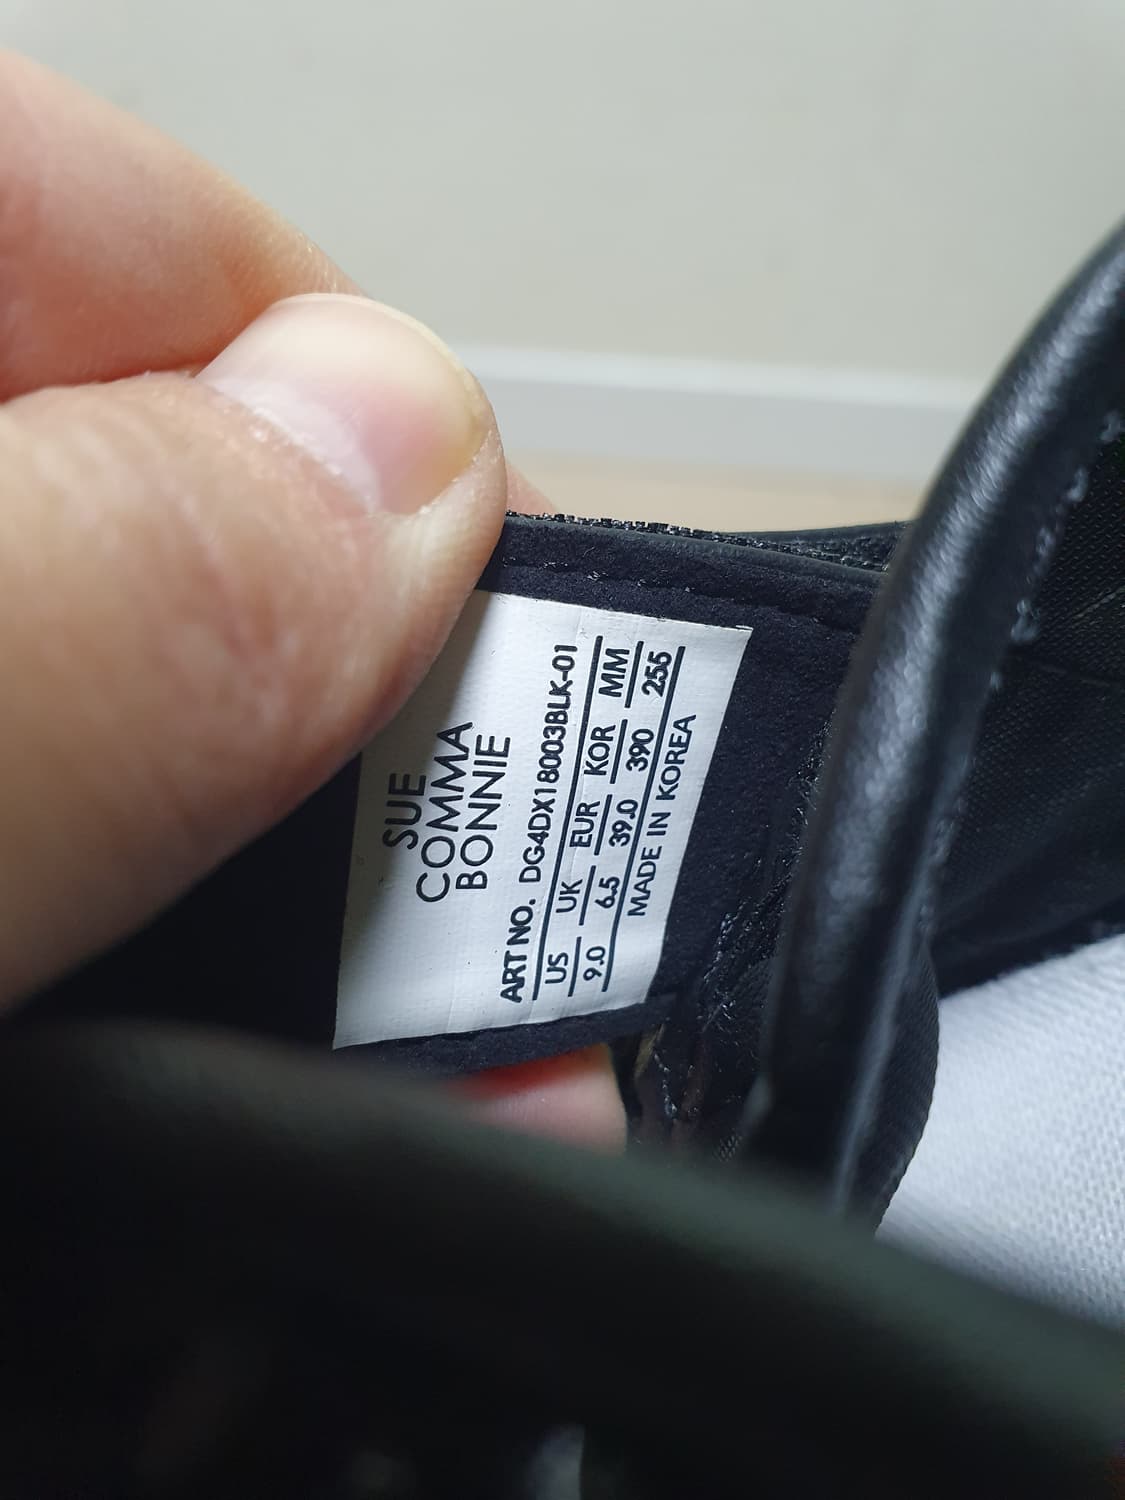 SUE
COMMA
BONNIE
ART NO. DG4DX18003BLK-01
US UK EUR KOR MM
9.0 6.5 39.0 390 255
MADE IN KOREA